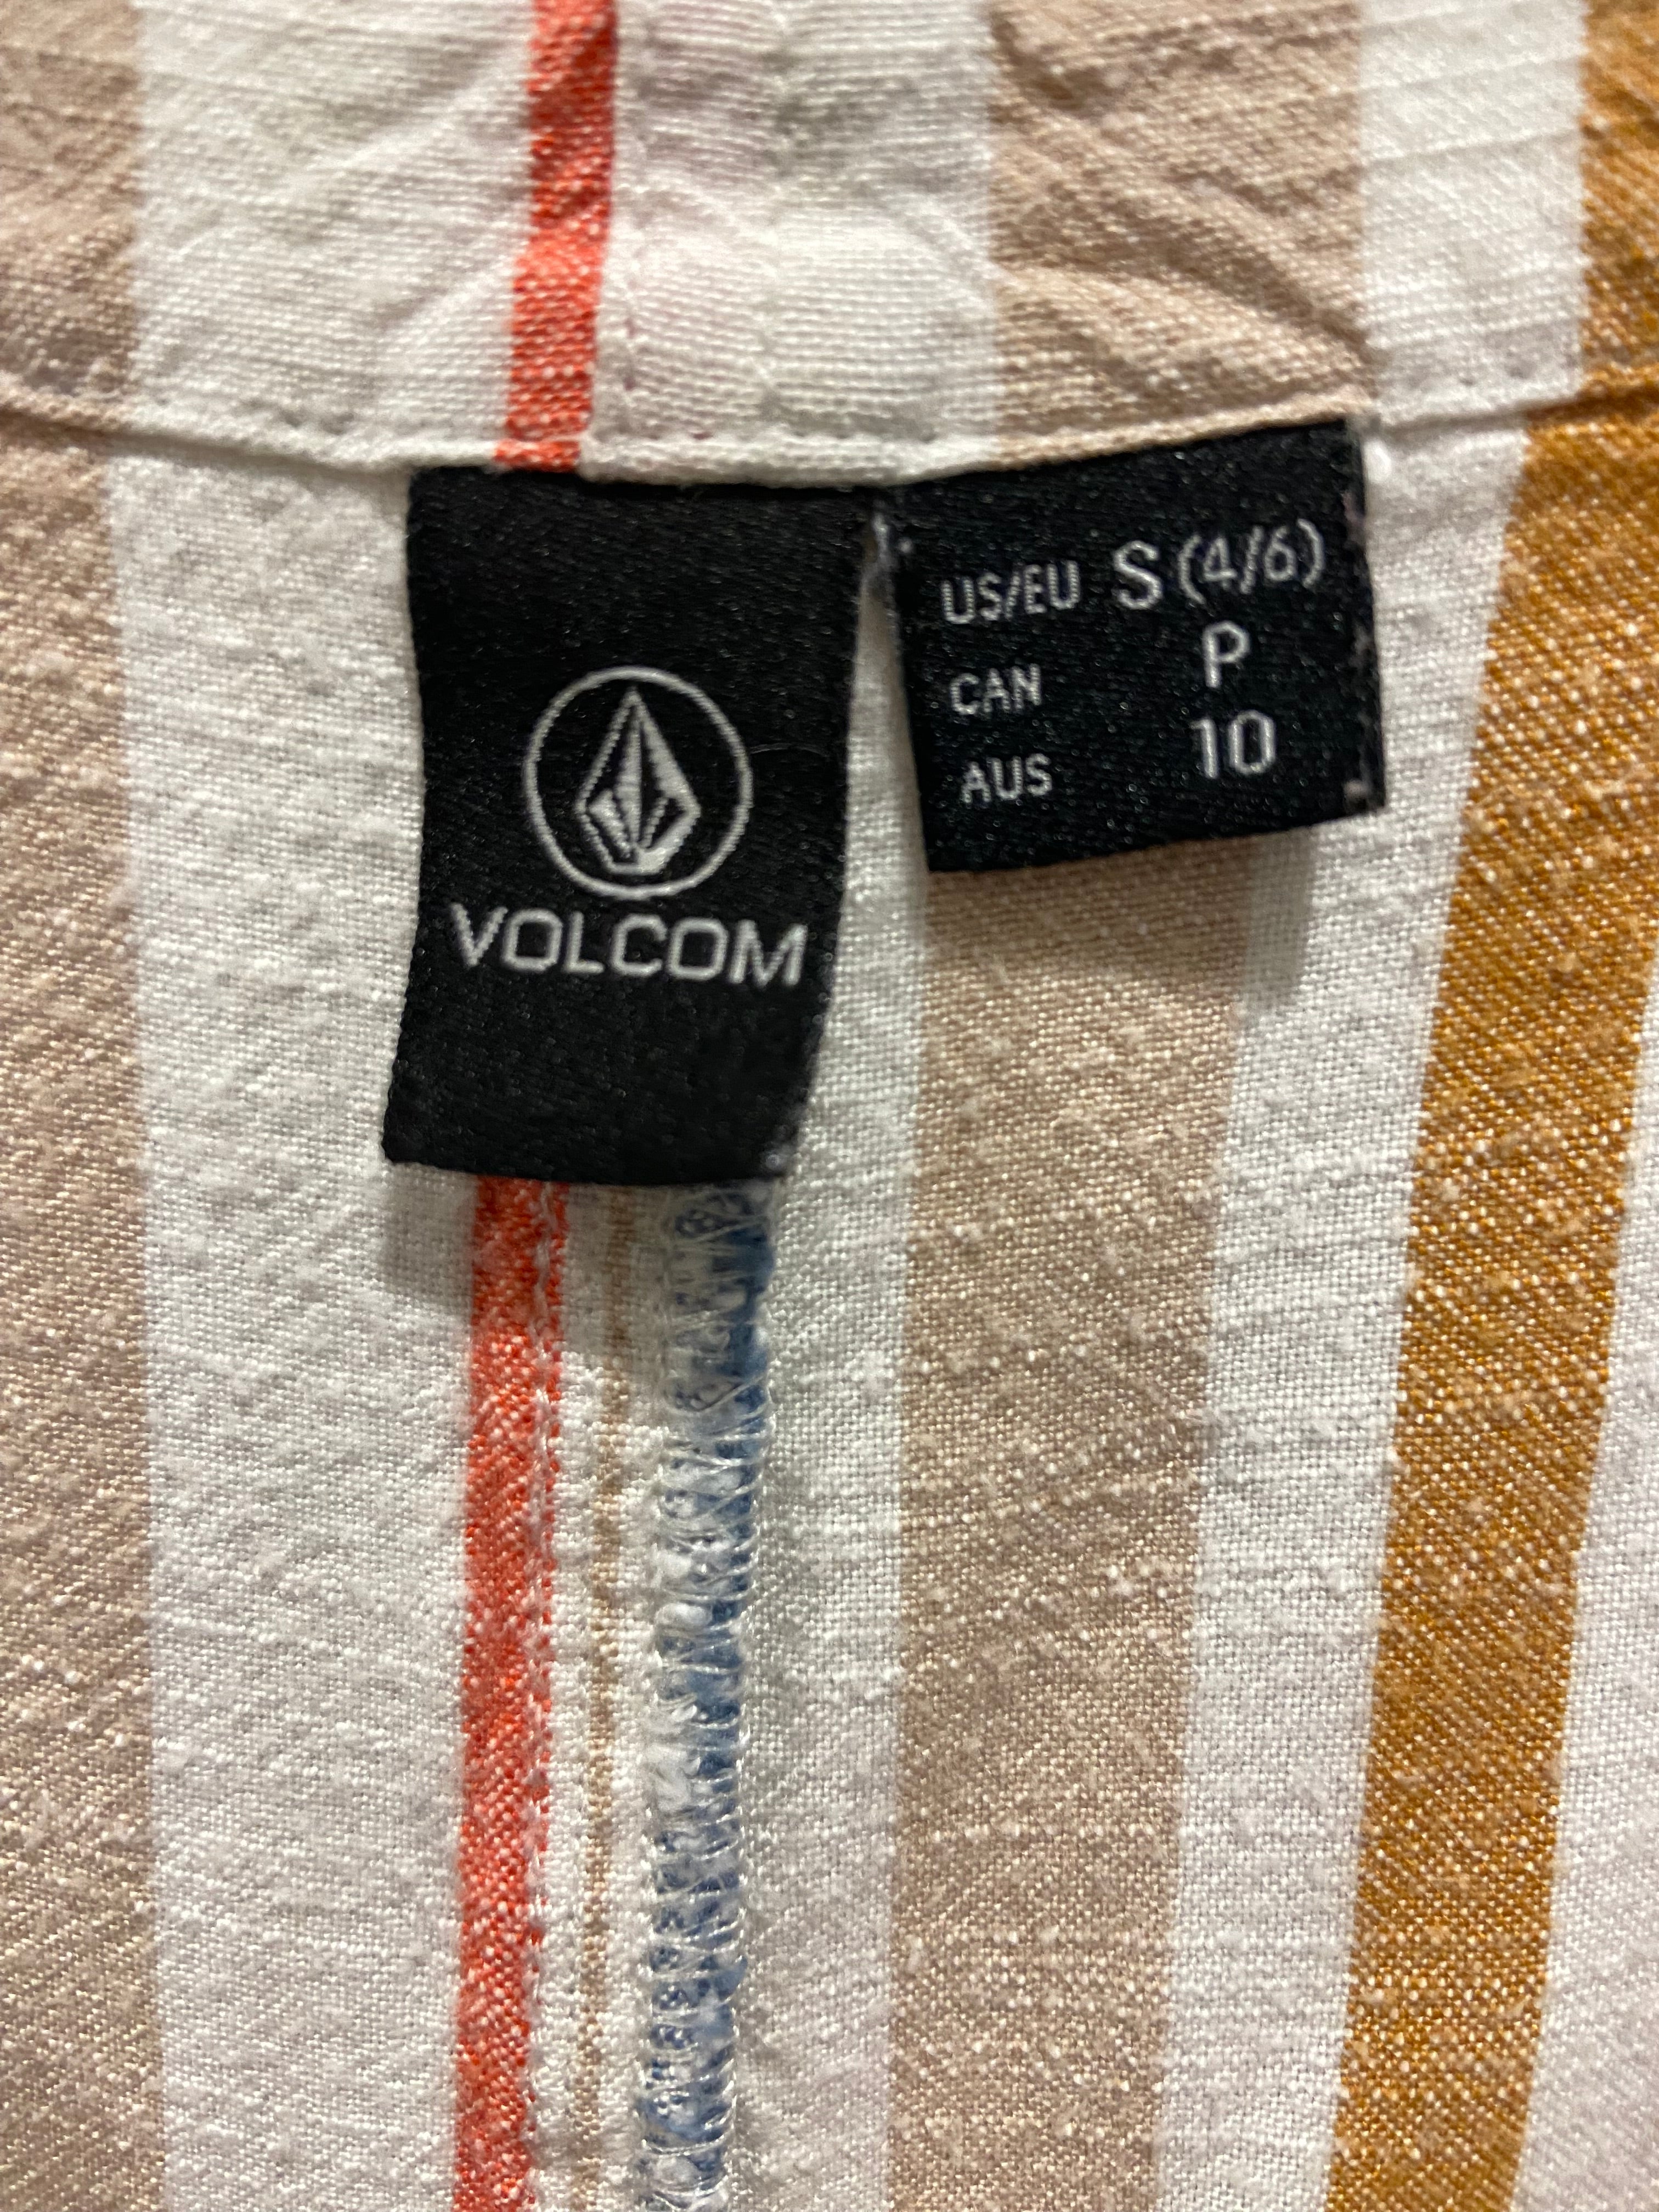 VOLCOM
US/EU S (4/6)
CAN P
AUS 10